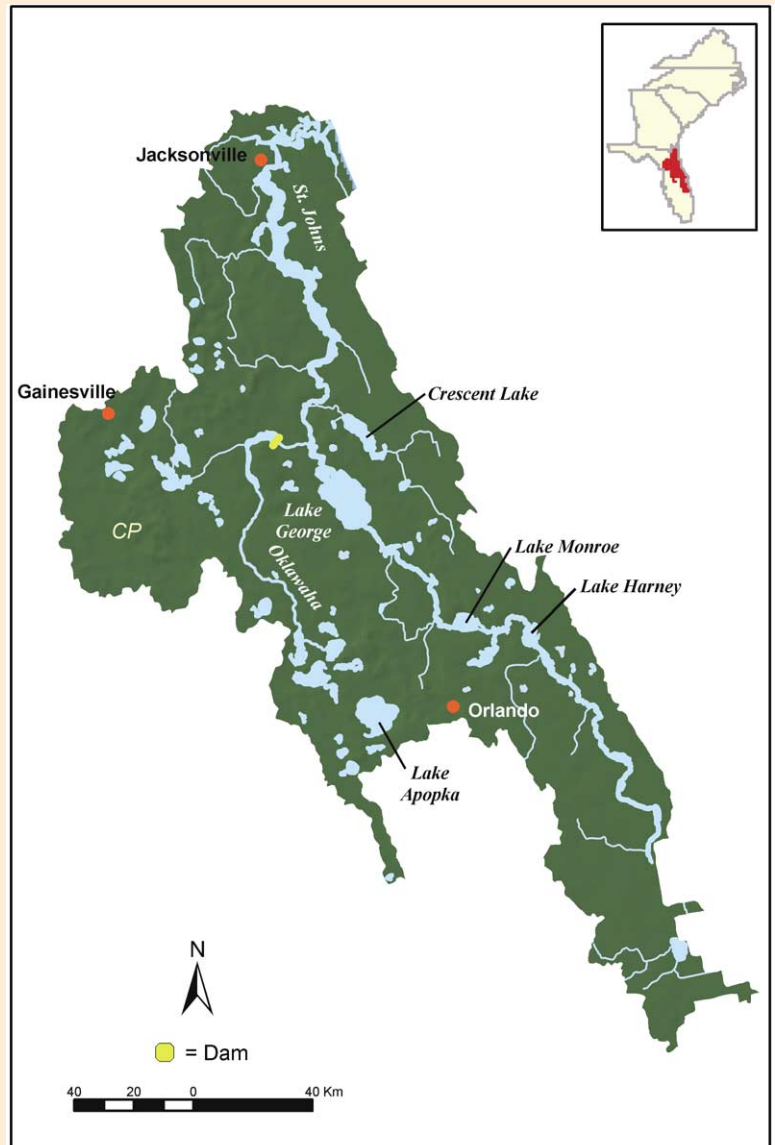 Jacksonville
St. Johns
Gainesville
Crescent Lake
CP
Lake
George
Oklawaha
Lake Monroe
Lake Harney
Orlando
Lake
Apopka
N
= Dam
40 20 0 40 Km